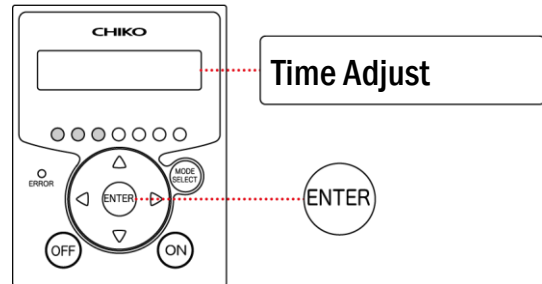 CHIKO
Time Adjust
ERROR
MODE
SELECT
ENTER
ENTER
OFF
ON